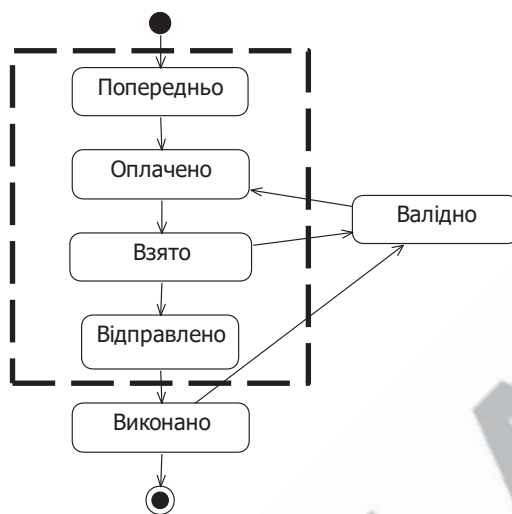 Попередньо
Оплачено
Валідно
Взято
Відправлено
Виконано